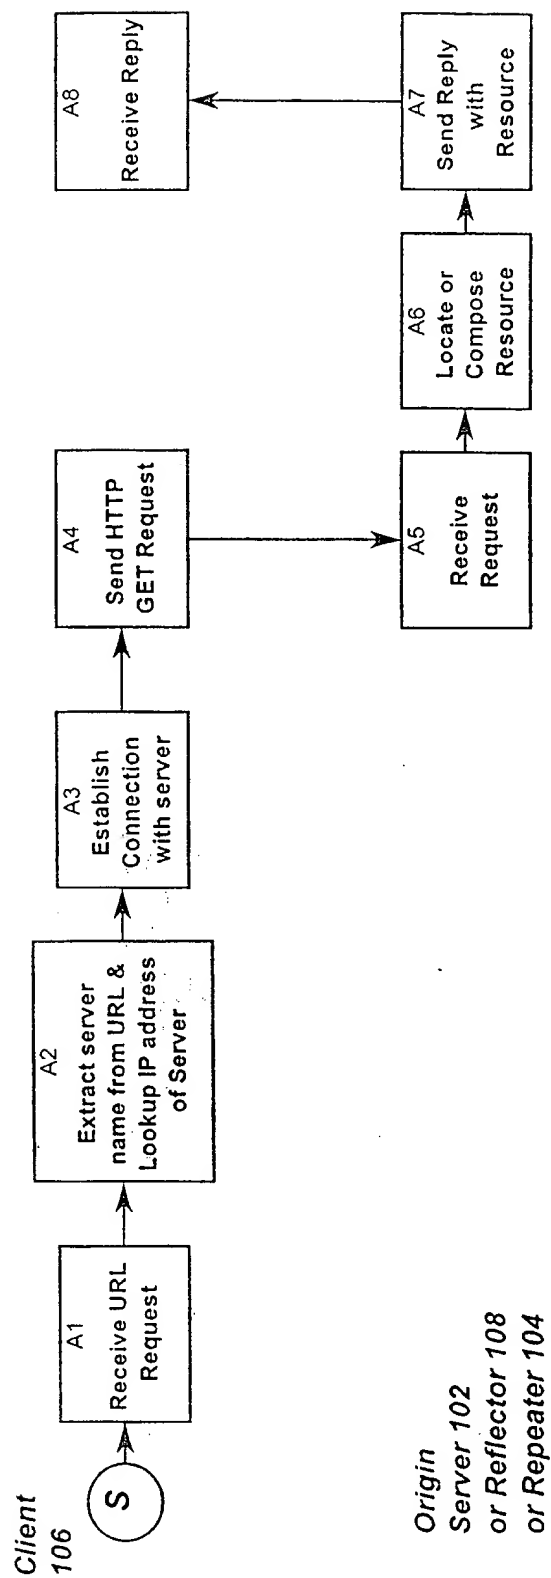 Client
106
S
A1
Receive URL
Request
A2
Extract server
name from URL &
Lookup IP address
of Server
A3
Establish
Connection
with server
A4
Send HTTP
GET Request
A8
Receive Reply
Origin
Server 102
or Reflector 108
or Repeater 104
A5
Receive
Request
A6
Locate or
Compose
Resource
A7
Send Reply
with
Resource